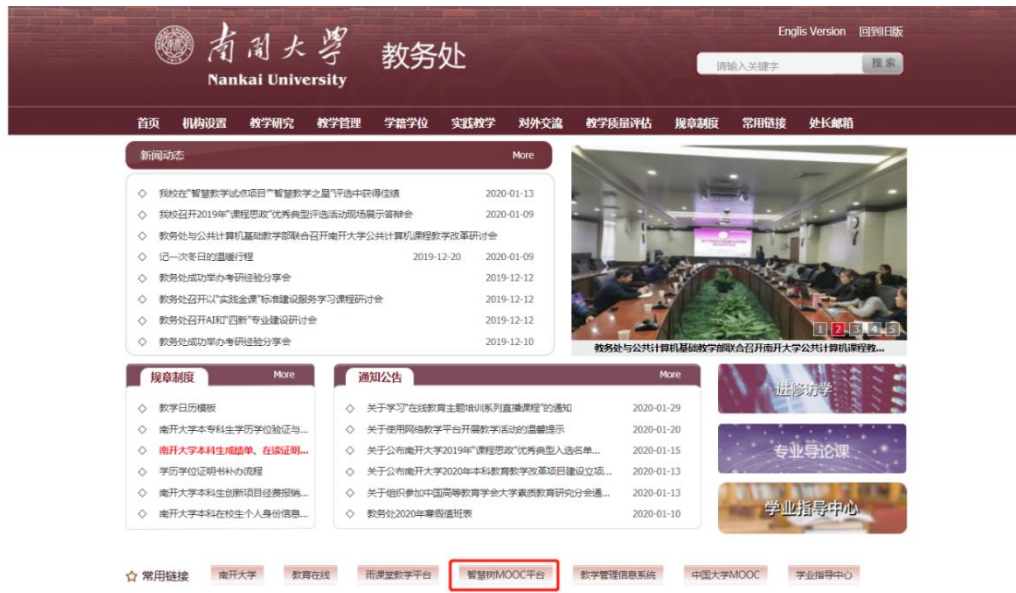 Englis Version 回到旧版
南开大学
Nankai University
教务处
请输入关键字
搜索
首页 机构设置 教学研究 教学管理 学籍学位 实践教学 对外交流 教学质量评估 规章制度 常用链接 处长邮箱
新闻动态 More
我校在"智慧教学试点项目""智慧教学之星"评选中获得佳绩 2020-01-13
我校召开2019年"课程思政"优秀典型评选活动现场展示答辩会 2020-01-09
教务处与公共计算机基础教学部联合召开南开大学公共计算机课程教学改革研讨会
记一次冬日的温暖行程 2019-12-20 2020-01-09
教务处成功举办考研经验分享会 2019-12-12
教务处召开以"实践金课"标准建设服务学习课程研讨会 2019-12-12
教务处召开AI和"四新"专业建设研讨会 2019-12-12
教务处成功举办考研经验分享会 2019-12-10
1 2 3 4 5
教务处与公共计算机基础教学部联合召开南开大学公共计算机课程教...
规章制度 More
教学日历模板
南开大学本专科生学历学位验证与...
南开大学本科生成绩单、在读证明...
学历学位证明书补办流程
南开大学本科生创新项目经费报销...
南开大学本科在校生个人身份信息...
通知公告 More
关于学习"在线教育主题培训系列直播课程"的通知 2020-01-29
关于使用网络教学平台开展教学活动的温馨提示 2020-01-20
关于公布南开大学2019年"课程思政"优秀典型入选名单... 2020-01-15
关于公布南开大学2020年本科教育教学改革项目建设立项... 2020-01-13
关于组织参加中国高等教育学会大学素质教育研究分会通... 2020-01-13
教务处2020年寒假值班表 2020-01-10
进修访学
专业导论课
学业指导中心
常用链接 南开大学 教育在线 雨课堂教学平台 智慧树MOOC平台 教学管理信息系统 中国大学MOOC 学业指导中心